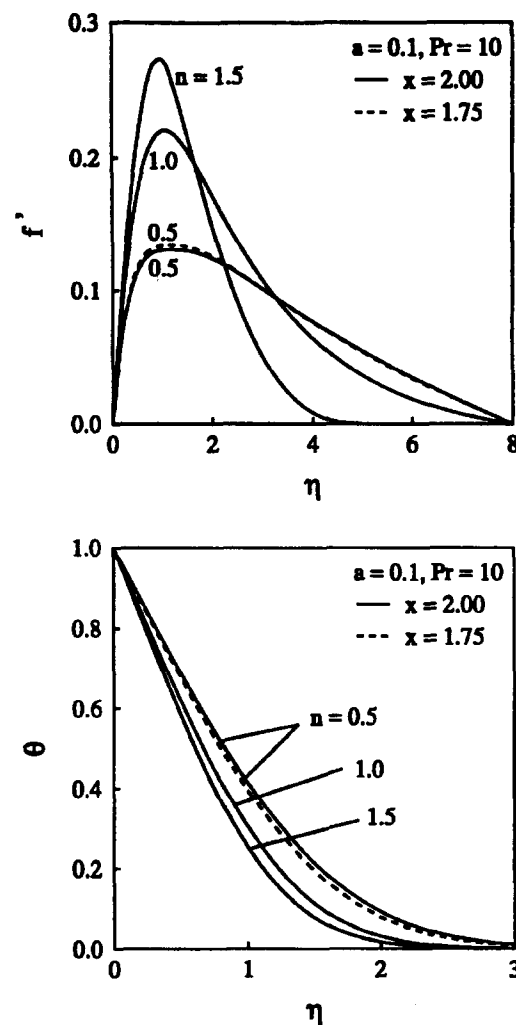 0.3
a = 0.1, Pr = 10
x = 2.00
x = 1.75
n = 1.5
0.2
1.0
f '
0.5
0.5
0.1
0.0
0 2 4 6 8
η
1.0
a = 0.1, Pr = 10
x = 2.00
x = 1.75
0.8
n = 0.5
0.6
θ
1.0
0.4
1.5
0.2
0.0
0 1 2 3
η